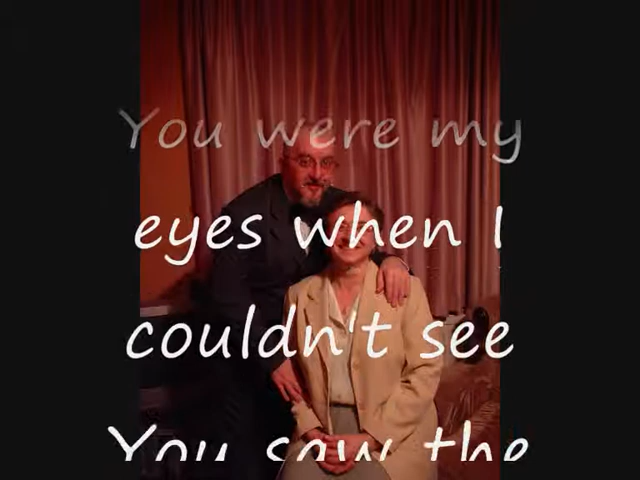 You were my
eyes when I
couldn't see
You saw the